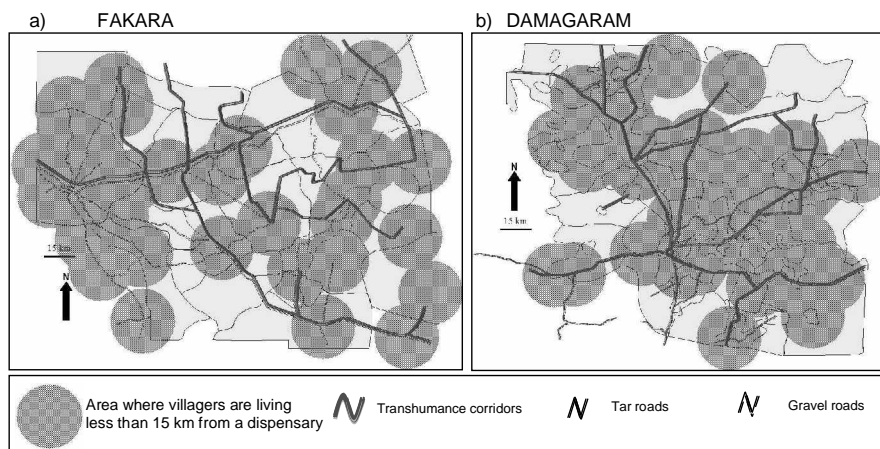 a) FAKARA
b) DAMAGARAM
N
15 km
15 km
N
Area where villagers are living
less than 15 km from a dispensary
Transhumance corridors
Tar roads
Gravel roads